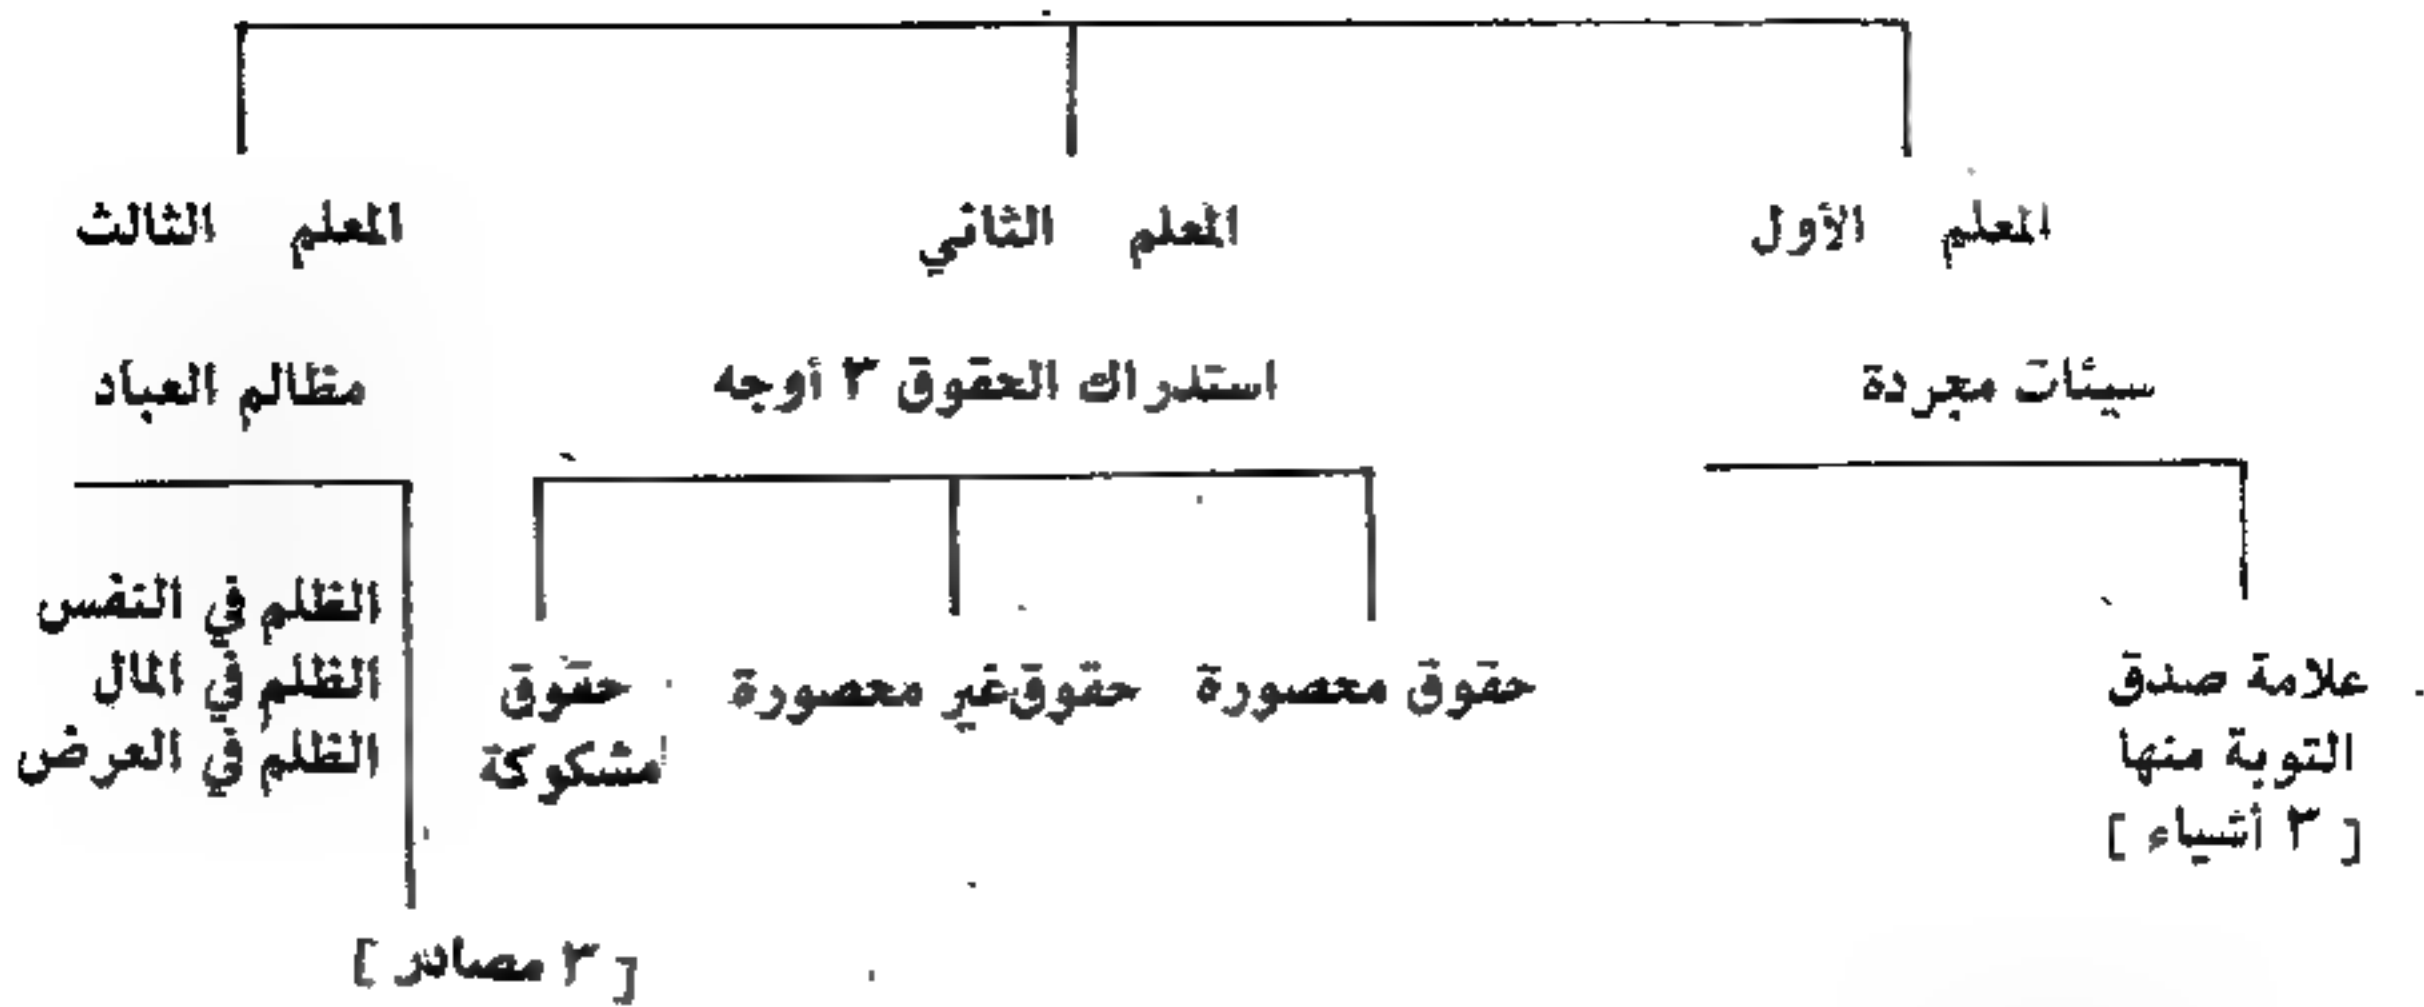 المعلم الأول
المعلم الثاني
المعلم الثالث
سيئات مجردة
استدراك الحقوق ٣ أوجه
مظالم العباد
علامة صدق
التوبة منها
[ ٣ أشياء ]
حقوق محصورة
حقوق غير محصورة
حقوق
مشكوكة
الظلم في النفس
الظلم في المال
الظلم في العرض
[ ٣ مصادر ]